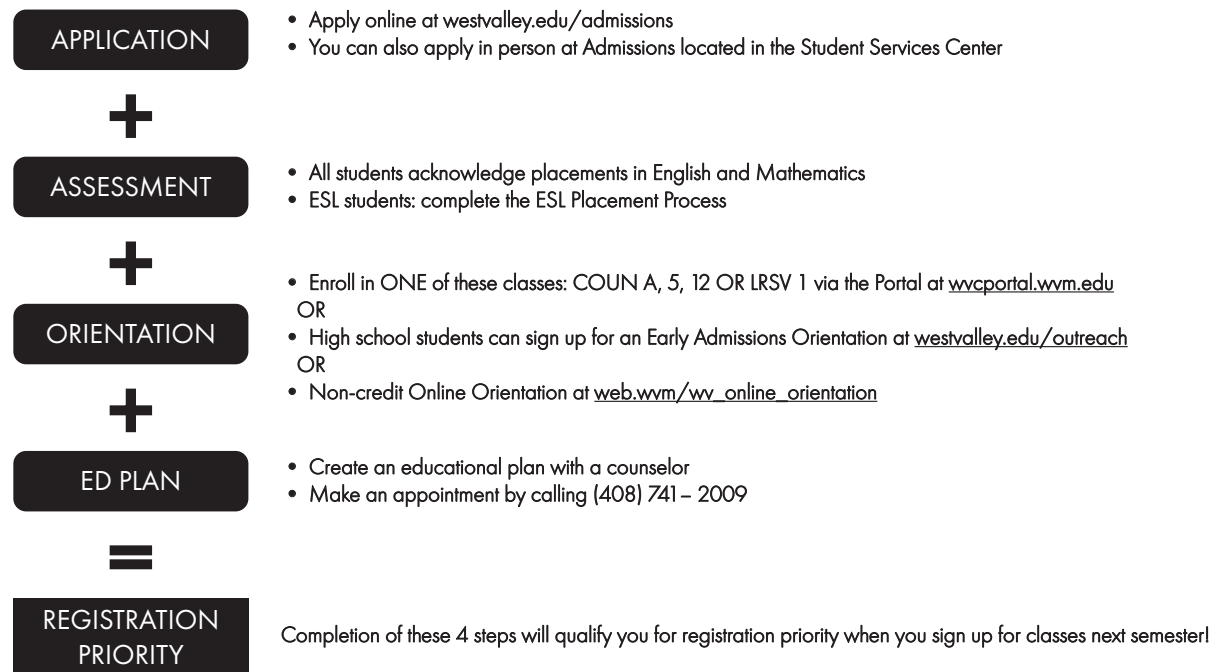 APPLICATION
• Apply online at westvalley.edu/admissions
• You can also apply in person at Admissions located in the Student Services Center
+
ASSESSMENT
• All students acknowledge placements in English and Mathematics
• ESL students: complete the ESL Placement Process
+
ORIENTATION
• Enroll in ONE of these classes: COUN A, 5, 12 OR LRSV 1 via the Portal at wvcportal.wvm.edu
OR
• High school students can sign up for an Early Admissions Orientation at westvalley.edu/outreach
OR
• Non-credit Online Orientation at web.wvm/wv_online_orientation
+
ED PLAN
• Create an educational plan with a counselor
• Make an appointment by calling (408) 741– 2009
=
REGISTRATION
PRIORITY
Completion of these 4 steps will qualify you for registration priority when you sign up for classes next semester!